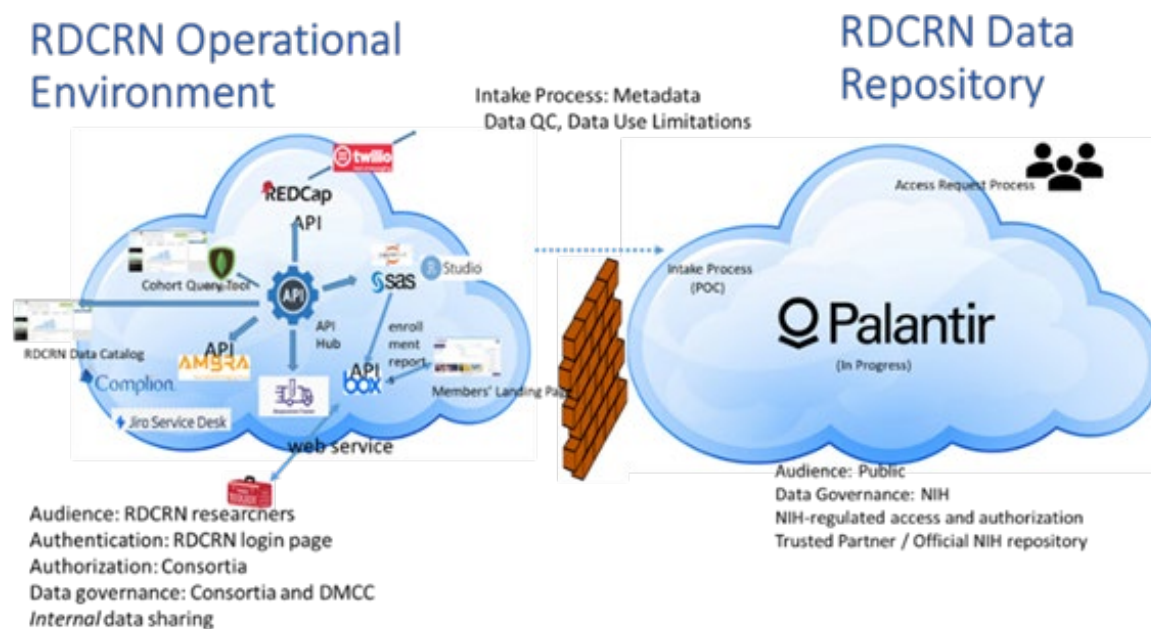 RDCRN Operational
Environment
RDCRN Data
Repository
Intake Process: Metadata
Data QC, Data Use Limitations
twilio
REDCap
API
Access Request Process
Cohort Query Tool
API
sas
R Studio
Intake Process
(POC)
Palantir
(In Progress)
API
Hub
enroll
ment
report
s
RDCRN Data Catalog
API
AMBRA
API
box
Members' Landing Page
Complion
Jira Service Desk
web service
Audience: RDCRN researchers
Authentication: RDCRN login page
Authorization: Consortia
Data governance: Consortia and DMCC
Internal data sharing
Audience: Public
Data Governance: NIH
NIH-regulated access and authorization
Trusted Partner / Official NIH repository